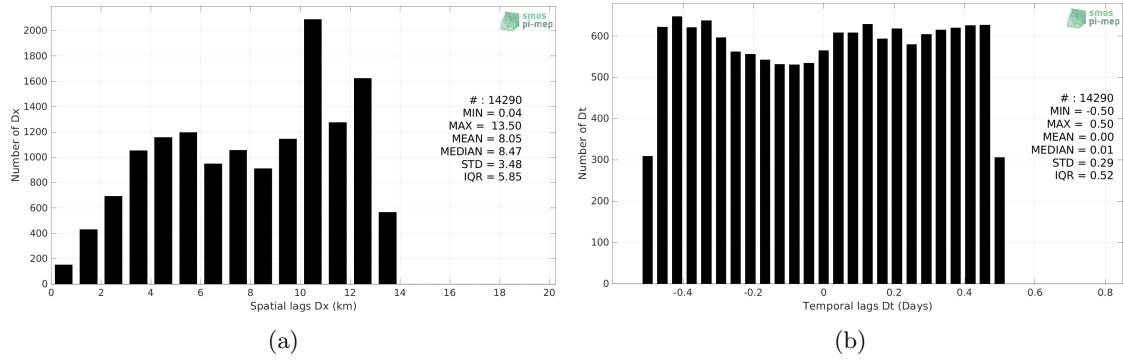 2000
1800
1600
1400
1200
1000
800
600
400
200
0
Number of Dx
0 2 4 6 8 10 12 14 16 18 20
Spatial lags Dx (km)
smos
pi-mep
# : 14290
MIN = 0.04
MAX = 13.50
MEAN = 8.05
MEDIAN = 8.47
STD = 3.48
IQR = 5.85
(a)
600
500
400
300
200
100
0
Number of Dt
-0.4 -0.2 0 0.2 0.4 0.6 0.8
Temporal lags Dt (Days)
smos
pi-mep
# : 14290
MIN = -0.50
MAX = 0.50
MEAN = 0.00
MEDIAN = 0.01
STD = 0.29
IQR = 0.52
(b)